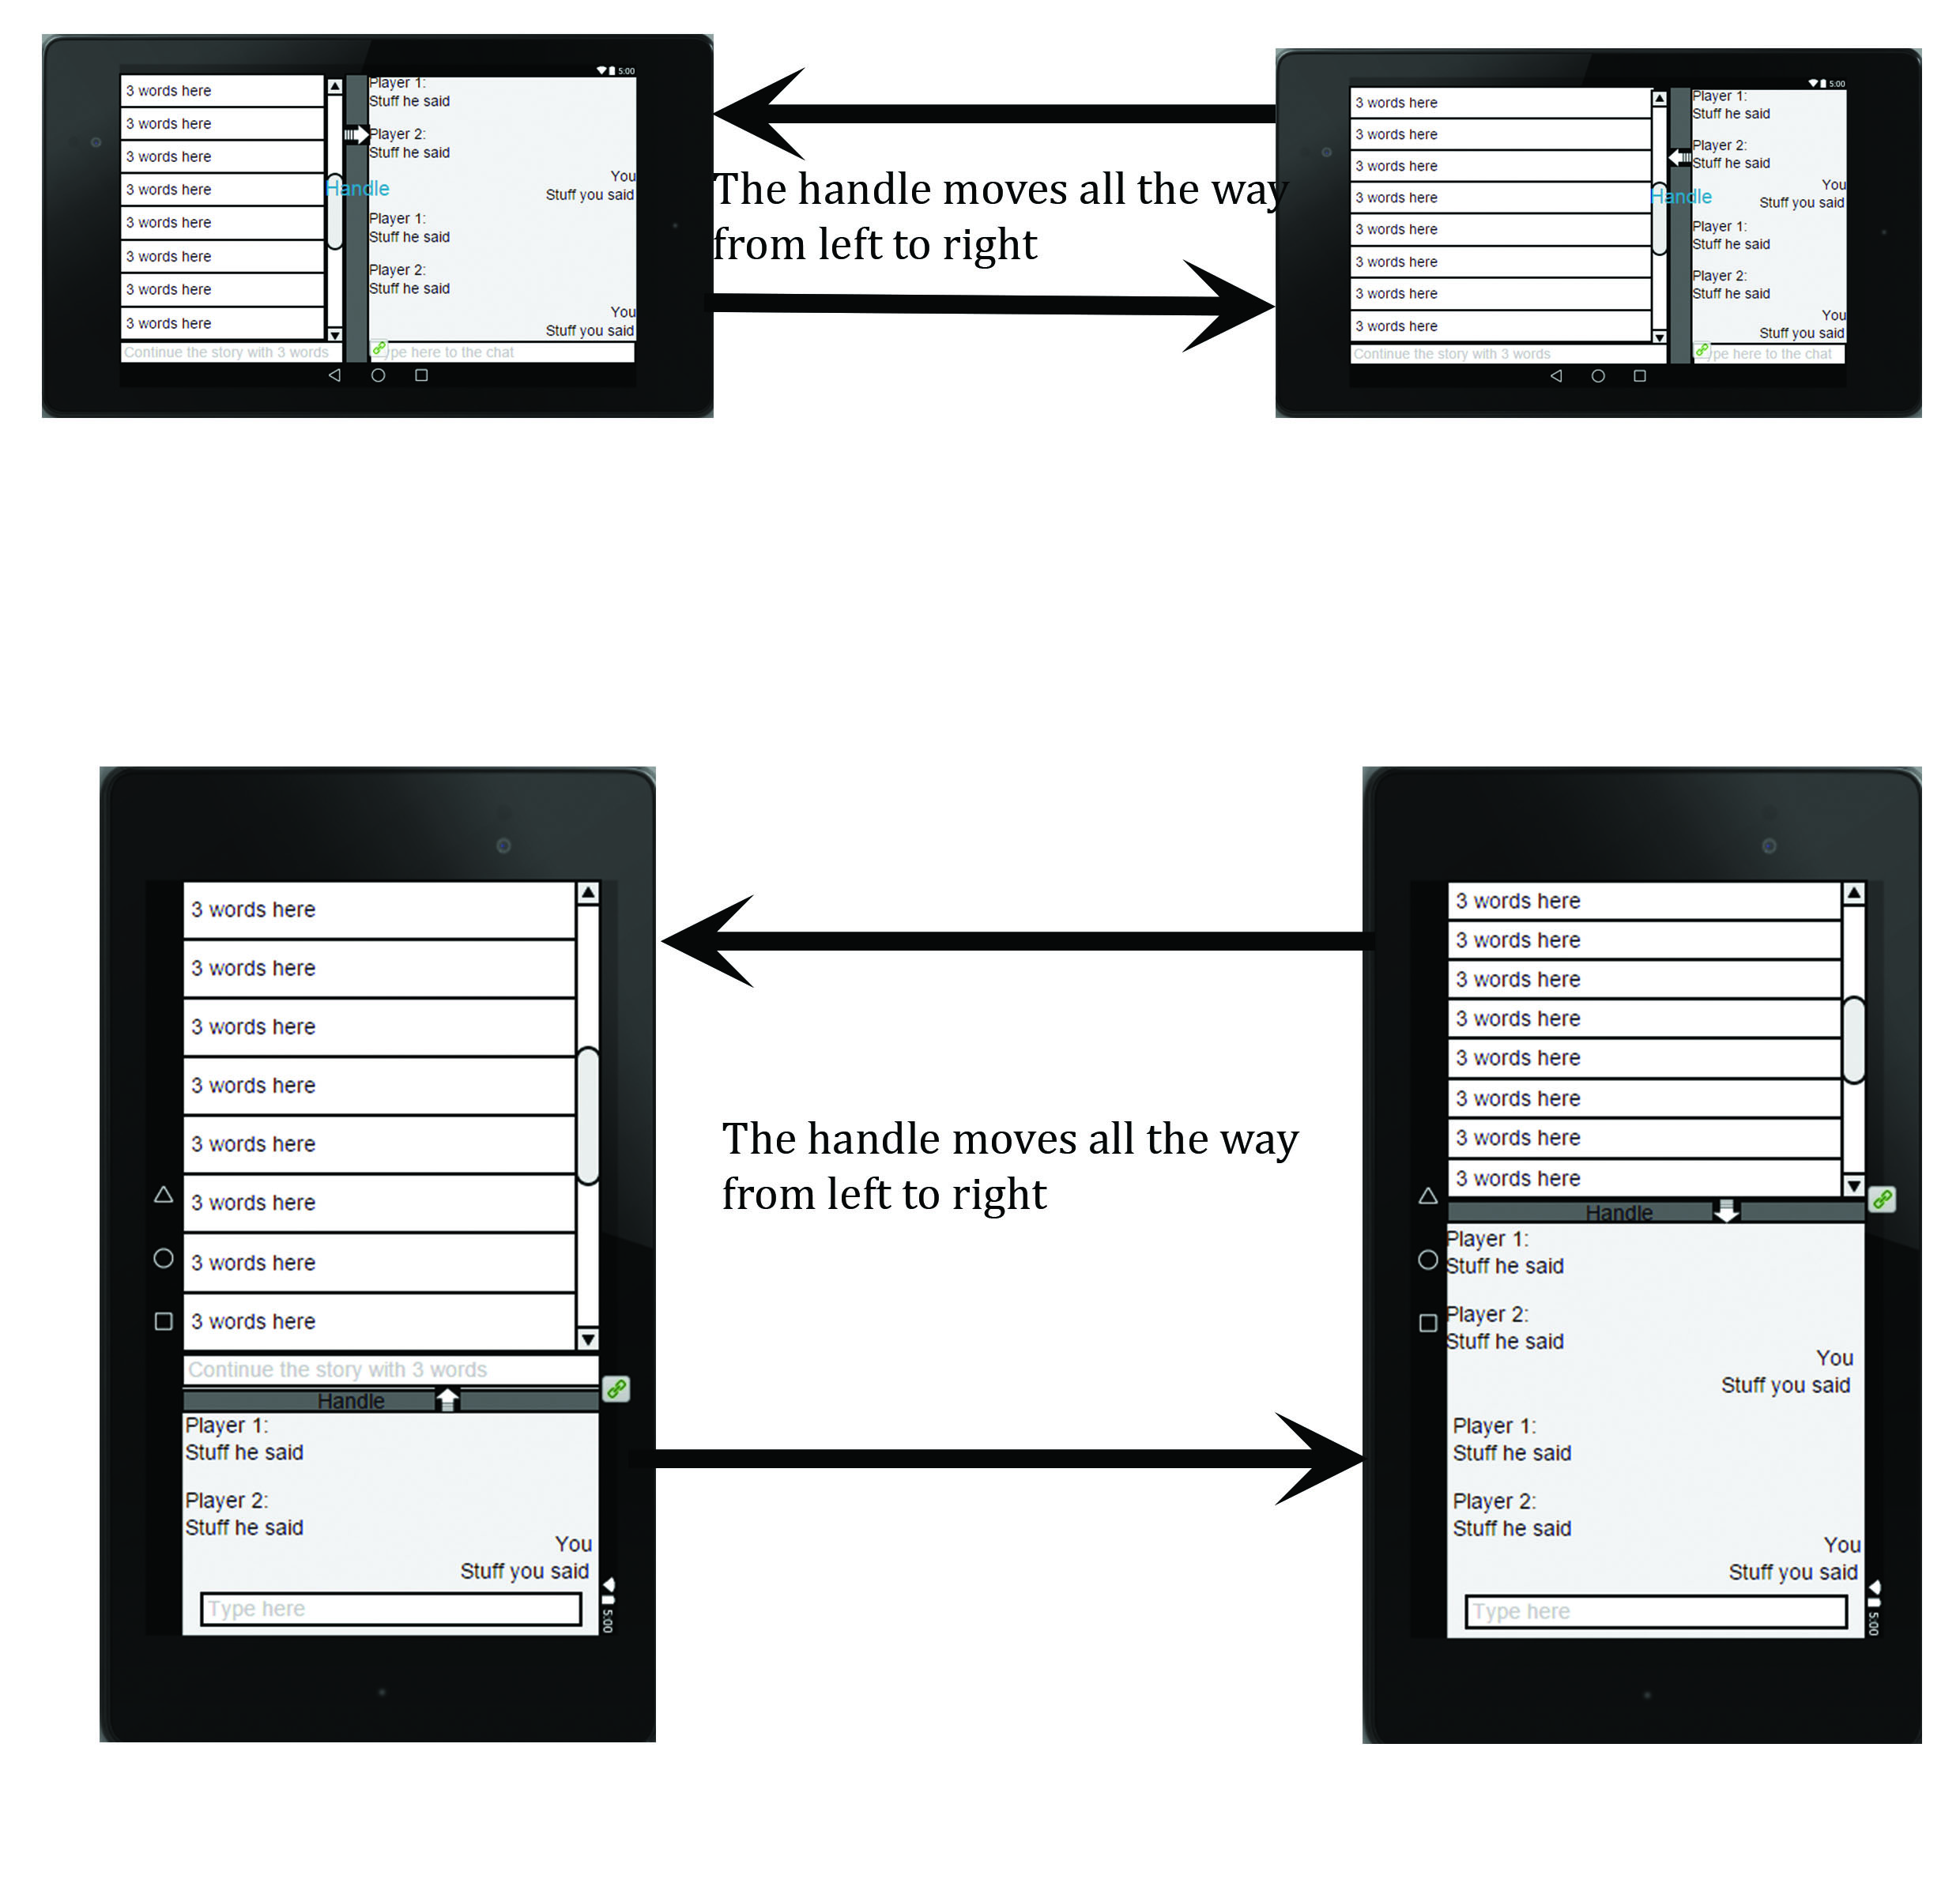 3 words here
3 words here
3 words here
3 words here
3 words here
3 words here
3 words here
3 words here
Continue the story with 3 words
Handle
5:00
Player 1:
Stuff he said
Player 2:
Stuff he said
You
Stuff you said
Player 1:
Stuff he said
Player 2:
Stuff he said
You
Stuff you said
ype here to the chat
The handle moves all the way
from left to right
3 words here
3 words here
3 words here
3 words here
3 words here
3 words here
3 words here
3 words here
Continue the story with 3 words
Handle
5:00
Player 1:
Stuff he said
Player 2:
Stuff he said
You
Stuff you said
Player 1:
Stuff he said
Player 2:
Stuff he said
You
Stuff you said
Type here to the chat
3 words here
3 words here
3 words here
3 words here
3 words here
3 words here
3 words here
3 words here
Continue the story with 3 words
Handle
Player 1:
Stuff he said
Player 2:
Stuff he said
You
Stuff you said
Type here
5:00
The handle moves all the way
from left to right
3 words here
3 words here
3 words here
3 words here
3 words here
3 words here
3 words here
3 words here
Handle
Player 1:
Stuff he said
Player 2:
Stuff he said
You
Stuff you said
Player 1:
Stuff he said
Player 2:
Stuff he said
You
Stuff you said
Type here
5:00